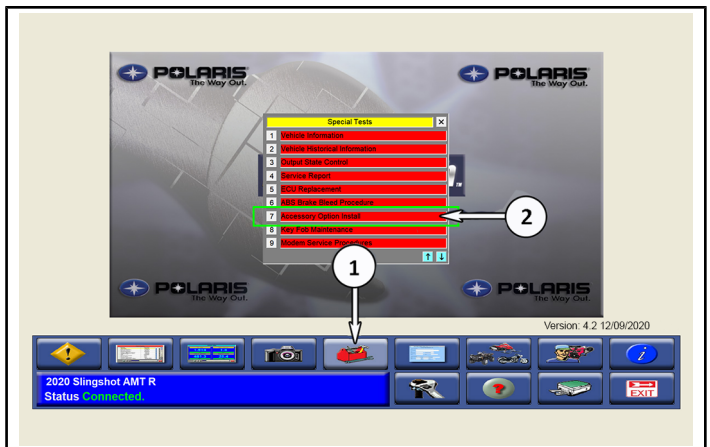 POLARIS
The Way Out.
POLARIS
The Way Out.
Special Tests
1 Vehicle Information
2 Vehicle Historical Information
3 Output State Control
4 Service Report
5 ECU Replacement
6 ABS Brake Bleed Procedure
7 Accessory Option Install
2
8 Key Fob Maintenance
9 Modem Service Procedures
1
POLARIS
The Way Out.
POLARIS
The Way Out.
Version: 4.2 12/09/2020
2020 Slingshot AMT R
Status Connected.
EXIT